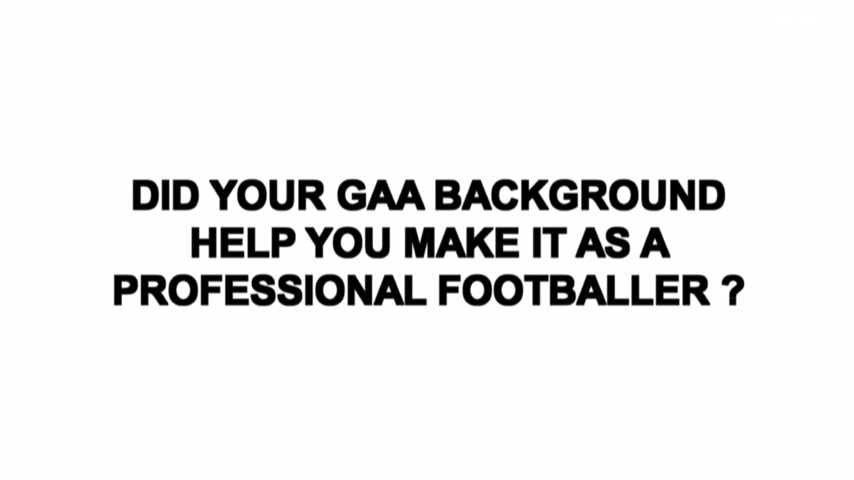 DID YOUR GAA BACKGROUND
HELP YOU MAKE IT AS A
PROFESSIONAL FOOTBALLER ?